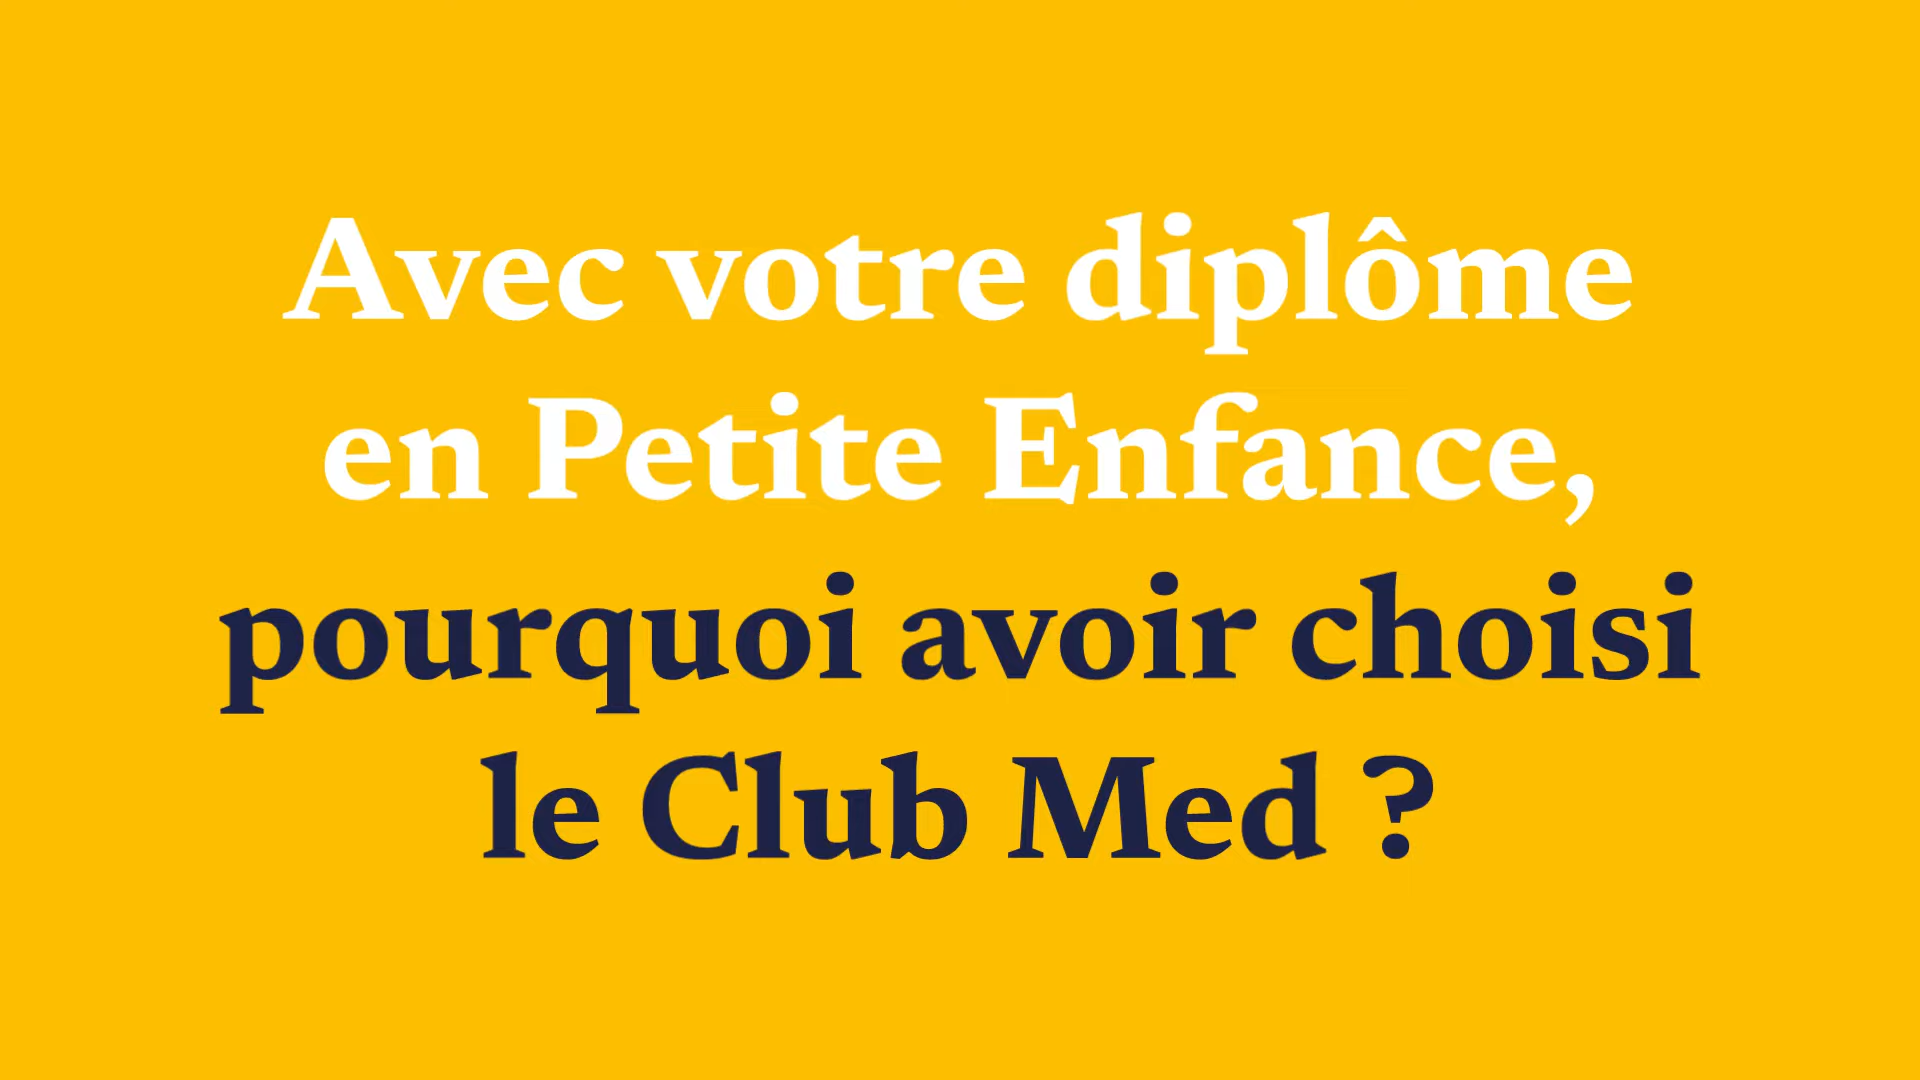 Avec votre diplôme
en Petite Enfance,
pourquoi avoir choisi
le Club Med ?